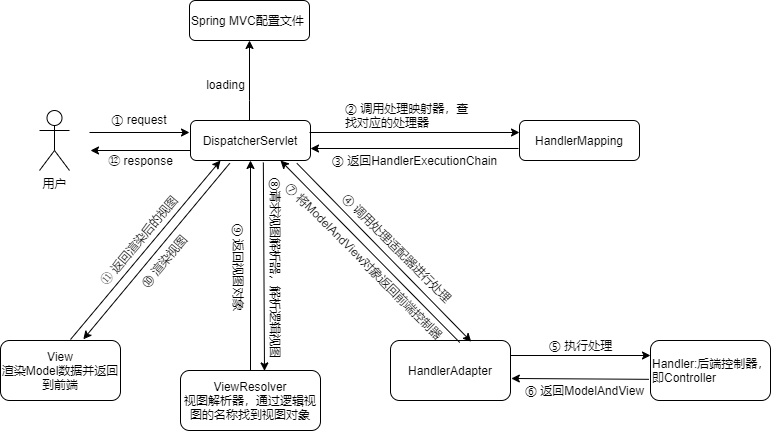 Spring MVC配置文件
loading
用户
① request
⑫ response
DispatcherServlet
② 调用处理映射器，查
找对应的处理器
③ 返回HandlerExecutionChain
HandlerMapping
④ 调用处理适配器进行处理
⑦ 将ModelAndView对象返回前端控制器
⑧请求视图解析器，解析逻辑视图
⑨ 返回视图对象
⑩ 渲染视图
⑪ 返回渲染后的视图
View
渲染Model数据并返回
到前端
ViewResolver
视图解析器，通过逻辑视
图的名称找到视图对象
HandlerAdapter
⑤ 执行处理
⑥ 返回ModelAndView
Handler:后端控制器，
即Controller